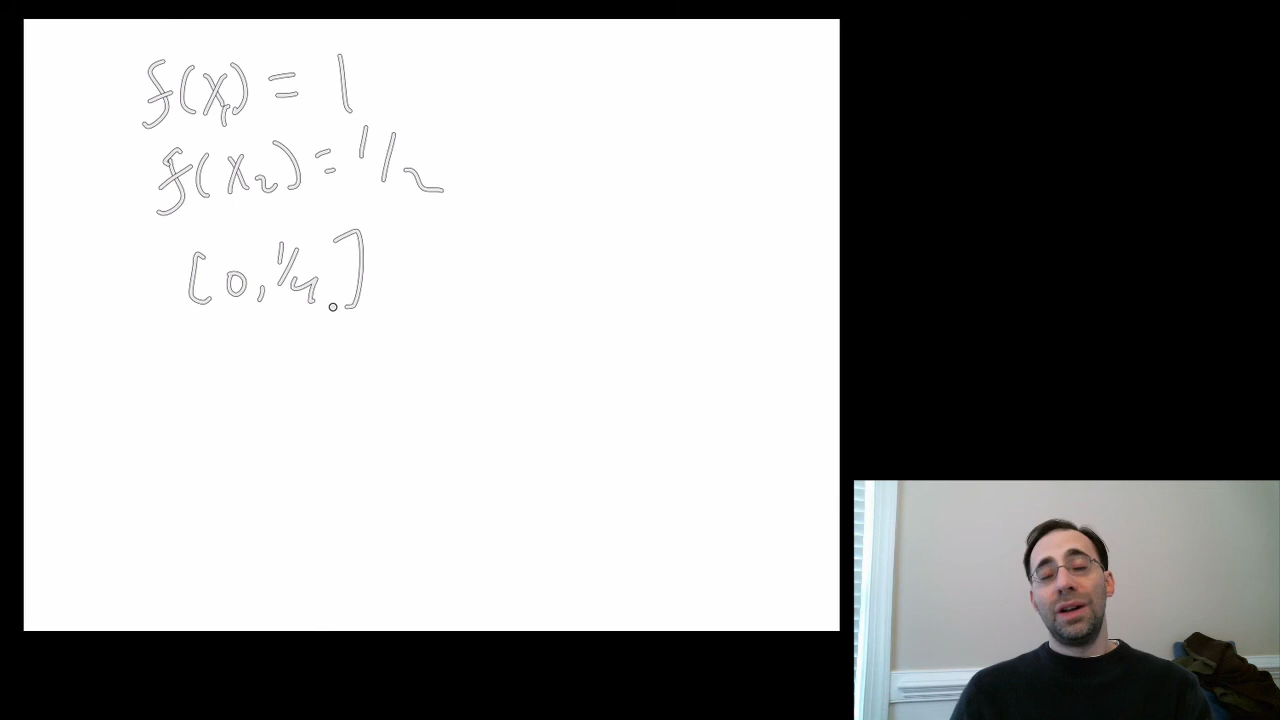 f(x₁) = 1
f(x₂) = 1/2
[0, 1/4]